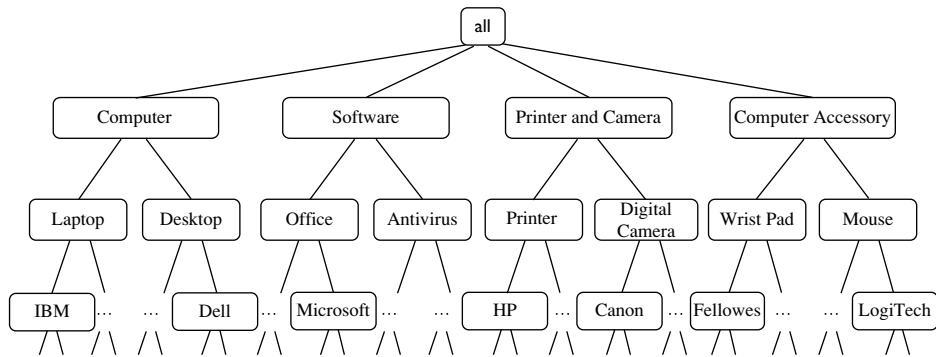 all
Computer
Software
Printer and Camera
Computer Accessory
Laptop
Desktop
Office
Antivirus
Printer
Digital
Camera
Wrist Pad
Mouse
IBM
...
...
Dell
...
Microsoft
...
...
HP
...
Canon
...
Fellowes
...
...
LogiTech